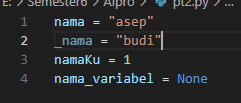 E: > Semester6 > Alpro > pt2.py > ...
1 nama = "asep"
2 _nama = "budi"
3 namaKu = 1
4 nama_variabel = None